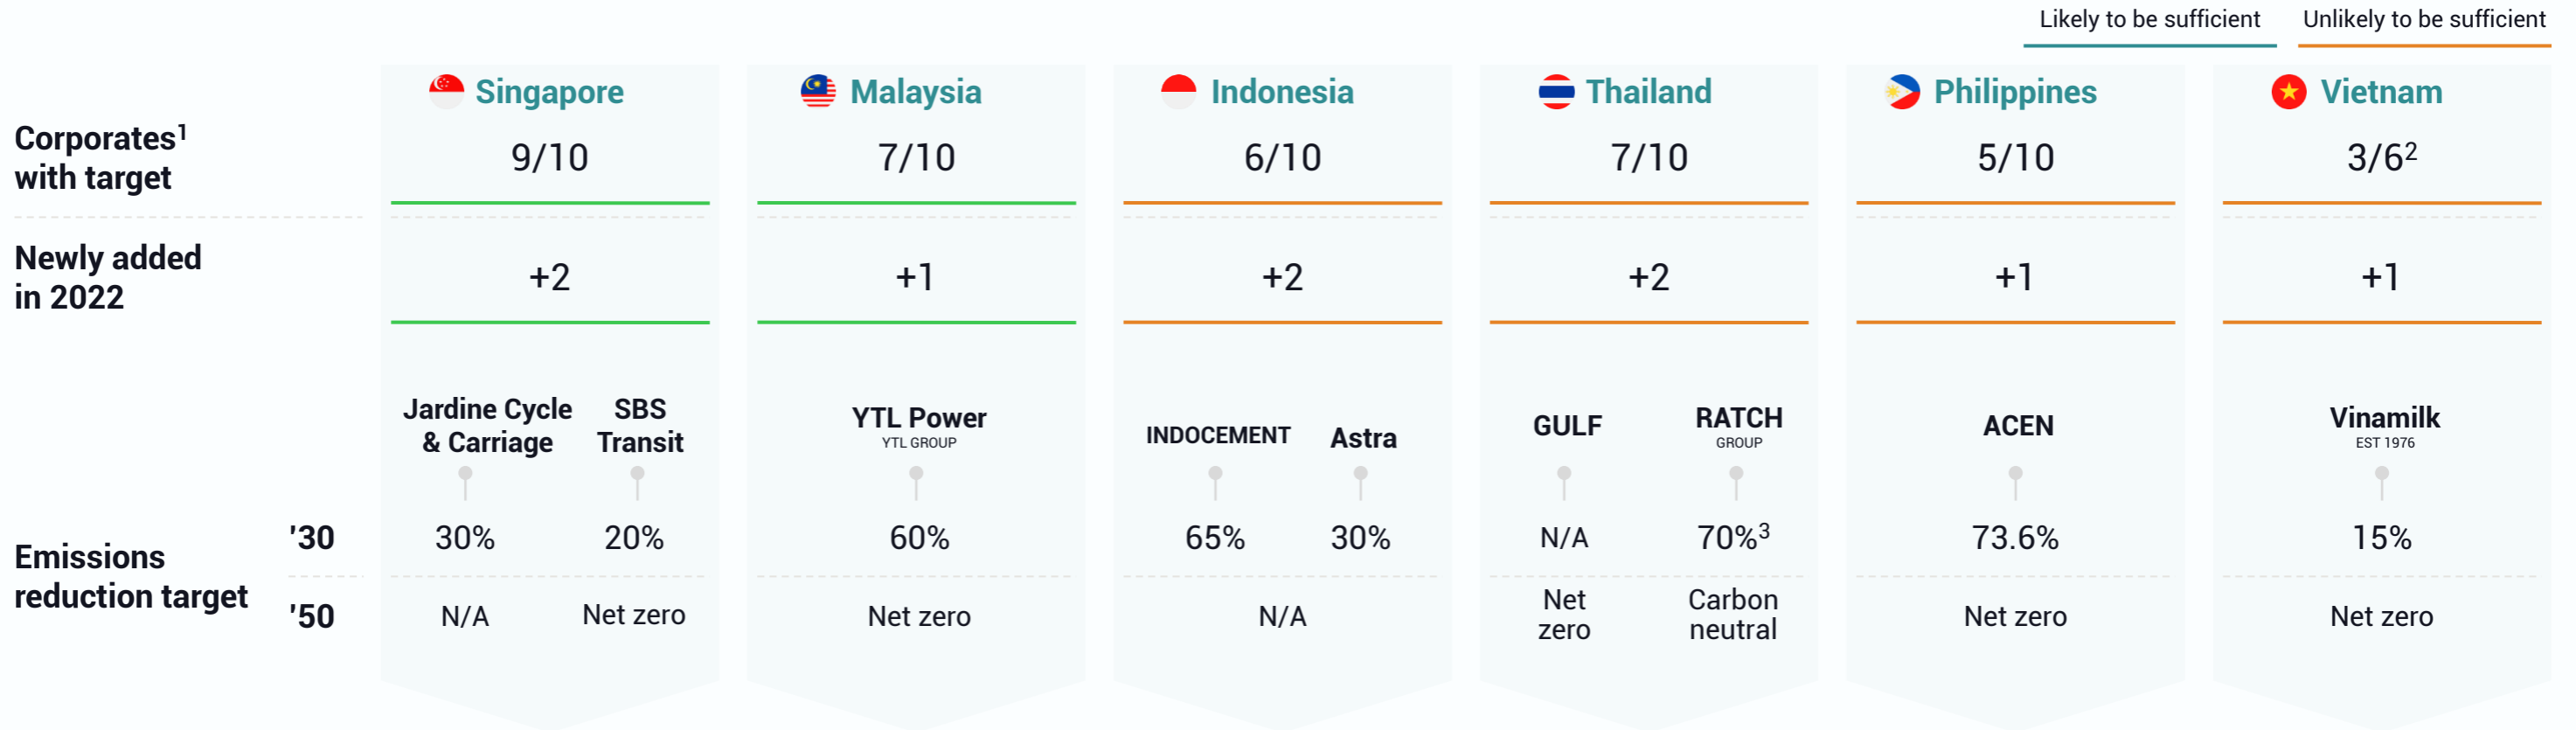 Likely to be sufficient
Unlikely to be sufficient
Singapore
Malaysia
Indonesia
Thailand
Philippines
Vietnam
Corporates¹
with target
9/10
7/10
6/10
7/10
5/10
3/6²
Newly added
in 2022
+2
+1
+2
+2
+1
+1
Jardine Cycle
& Carriage
SBS
Transit
YTL Power
YTL GROUP
INDOCEMENT
Astra
GULF
RATCH
GROUP
ACEN
Vinamilk
EST 1976
Emissions
reduction target
'30
30%
20%
60%
65%
30%
N/A
70%³
73.6%
15%
'50
N/A
Net zero
Net zero
N/A
Net
zero
Carbon
neutral
Net zero
Net zero